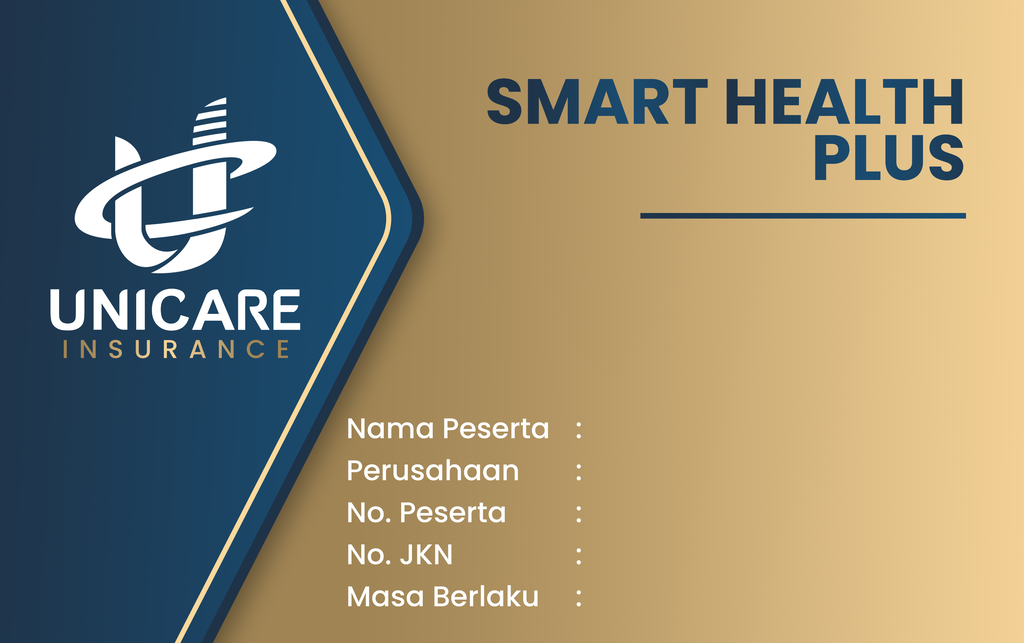 SMART HEALTH
PLUS
UNICARE
INSURANCE
Nama Peserta :
Perusahaan :
No. Peserta :
No. JKN :
Masa Berlaku :